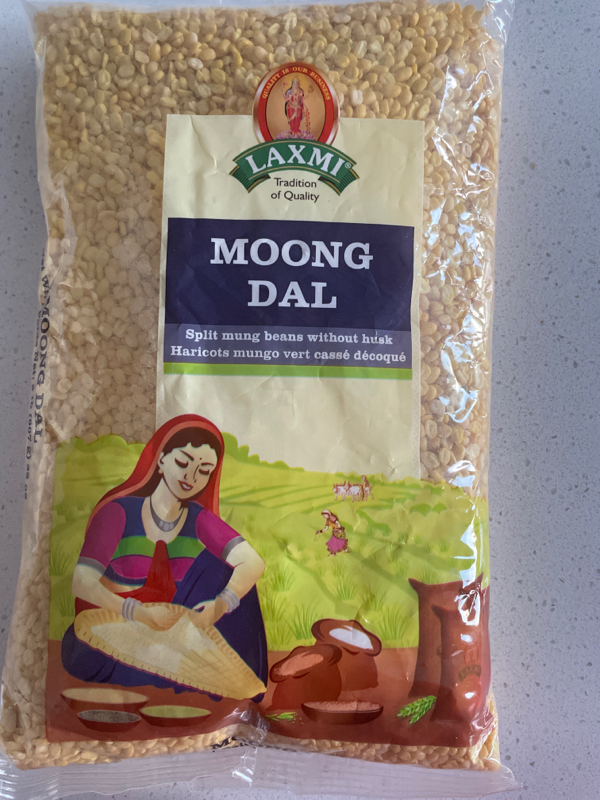 QUALITY IS OUR BUSINESS
LAXMI®
Tradition
of Quality
MOONG
DAL
Split mung beans without husk
Haricots mungo vert cassé décoqué
MOONG DAL